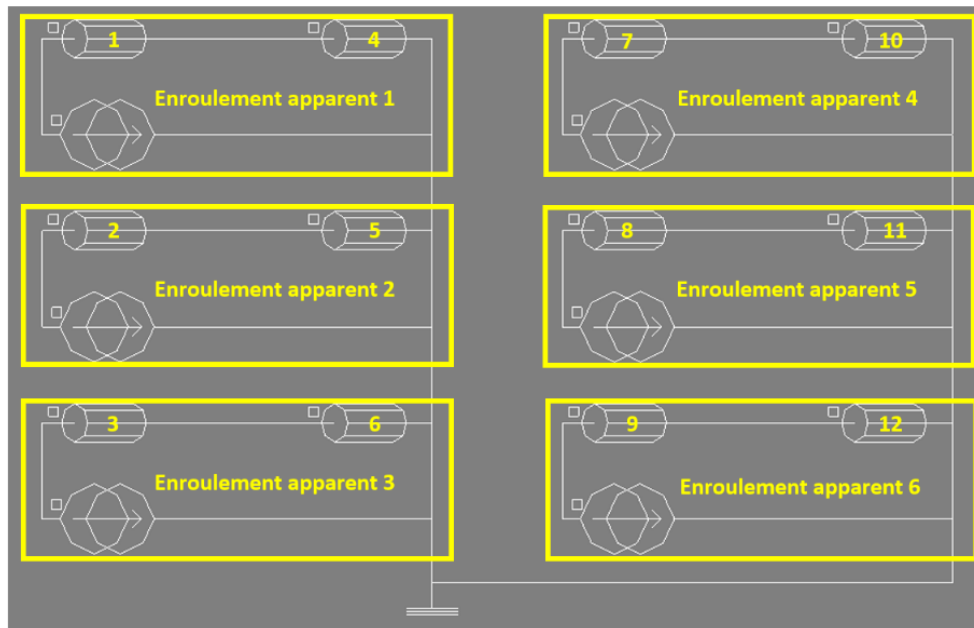 1
4
Enroulement apparent 1
7
10
Enroulement apparent 4
2
5
Enroulement apparent 2
8
11
Enroulement apparent 5
3
6
Enroulement apparent 3
9
12
Enroulement apparent 6